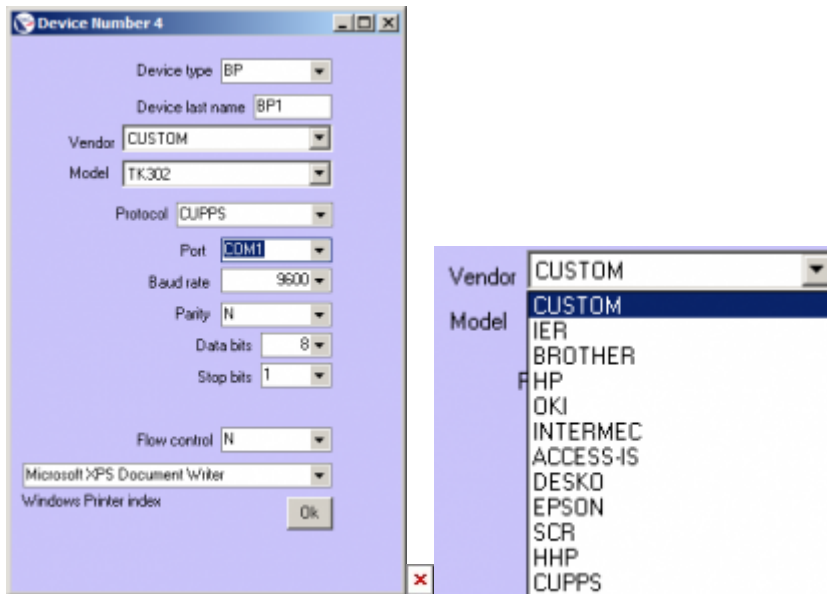 Device Number 4
Device type BP
Device last name BP1
Vendor CUSTOM
Model TK302
Protocol CUPPS
Port COM1
Baud rate 9600
Parity N
Data bits 8
Stop bits 1
Flow control N
Microsoft XPS Document Writer
Windows Printer index
Ok
Vendor CUSTOM
CUSTOM
Model
IER
BROTHER
HP
OKI
INTERMEC
ACCESS-IS
DESKO
EPSON
SCR
HHP
CUPPS